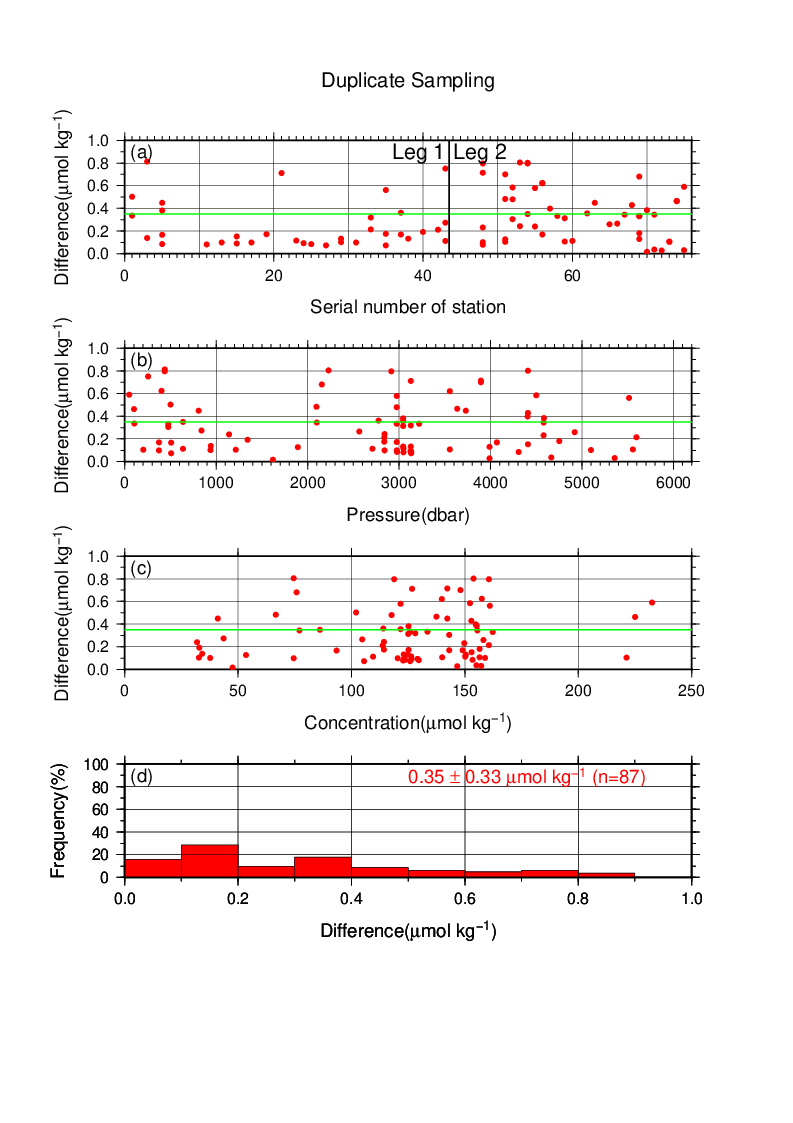 Duplicate Sampling
Difference(μmol kg⁻¹)
1.0
0.8
0.6
0.4
0.2
0.0
(a)
Leg 1
Leg 2
0 20 40 60
Serial number of station
Difference(μmol kg⁻¹)
1.0
0.8
0.6
0.4
0.2
0.0
(b)
0 1000 2000 3000 4000 5000 6000
Pressure(dbar)
Difference(μmol kg⁻¹)
1.0
0.8
0.6
0.4
0.2
0.0
(c)
0 50 100 150 200 250
Concentration(μmol kg⁻¹)
Frequency(%)
100
80
60
40
20
0
(d)
0.35 ± 0.33 μmol kg⁻¹ (n=87)
0.0 0.2 0.4 0.6 0.8 1.0
Difference(μmol kg⁻¹)